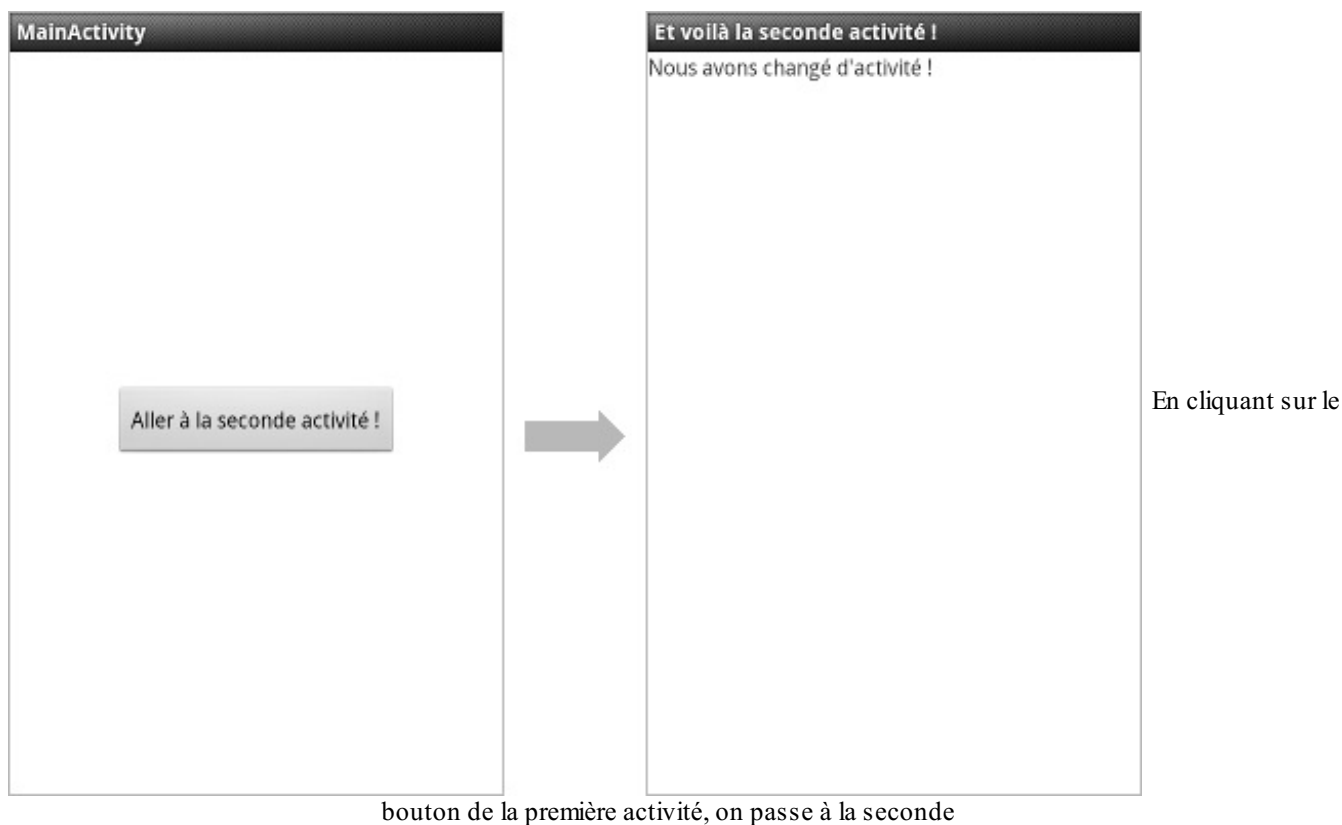 MainActivity
Aller à la seconde activité !
Et voilà la seconde activité !
Nous avons changé d'activité !
En cliquant sur le
bouton de la première activité, on passe à la seconde